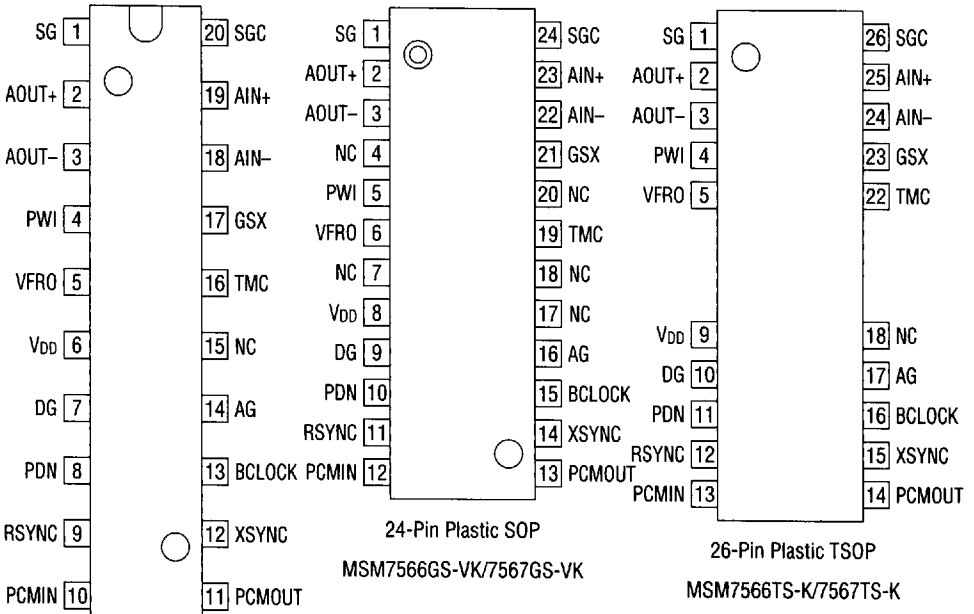 SG 1 20 SGC
AOUT+ 2 19 AIN+
AOUT– 3 18 AIN–
PWI 4 17 GSX
VFRO 5 16 TMC
VDD 6 15 NC
DG 7 14 AG
PDN 8 13 BCLOCK
RSYNC 9 12 XSYNC
PCMIN 10 11 PCMOUT
SG 1 24 SGC
AOUT+ 2 23 AIN+
AOUT– 3 22 AIN–
NC 4 21 GSX
PWI 5 20 NC
VFRO 6 19 TMC
NC 7 18 NC
VDD 8 17 NC
DG 9 16 AG
PDN 10 15 BCLOCK
RSYNC 11 14 XSYNC
PCMIN 12 13 PCMOUT
24-Pin Plastic SOP
MSM7566GS-VK/7567GS-VK
SG 1 26 SGC
AOUT+ 2 25 AIN+
AOUT– 3 24 AIN–
PWI 4 23 GSX
VFRO 5 22 TMC
VDD 9 18 NC
DG 10 17 AG
PDN 11 16 BCLOCK
RSYNC 12 15 XSYNC
PCMIN 13 14 PCMOUT
26-Pin Plastic TSOP
MSM7566TS-K/7567TS-K